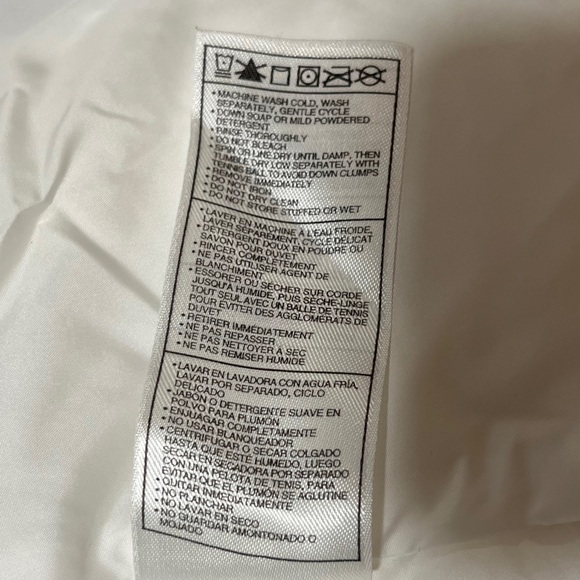 • MACHINE WASH COLD, WASH
SEPARATELY, GENTLE CYCLE
• DOWN SOAP OR MILD POWDERED
DETERGENT
• RINSE THOROUGHLY
• DO NOT BLEACH
• SPIN OR LINE DRY UNTIL DAMP, THEN
TUMBLE DRY LOW SEPARATELY WITH
TENNIS BALL TO AVOID DOWN CLUMPS
• REMOVE IMMEDIATELY
• DO NOT IRON
• DO NOT DRY CLEAN
• DO NOT STORE STUFFED OR WET
• LAVER EN MACHINE À L'EAU FROIDE,
LAVER SÉPAREMENT, CYCLE DÉLICAT
• DETERGENT DOUX EN POUDRE OU
SAVON POUR DUVET
• RINCER COMPLÈTEMENT
• NE PAS UTILISER AGENT DE
BLANCHIMENT
• ESSORER OU SÉCHER SUR CORDE
JUSQU'A HUMIDE, PUIS SÈCHE-LINGE
TOUT SEUL AVEC UN BALLE DE TENNIS
POUR ÉVITER DES AGGLOMERATS DE
DUVET
• RETIRER IMMÉDIATEMENT
• NE PAS REPASSER
• NE PAS NETTOYER À SEC
• NE PAS REMISER HUMIDE
• LAVAR EN LAVADORA CON AGUA FRÍA,
LAVAR POR SEPARADO, CICLO
DELICADO
• JABÓN O DETERGENTE SUAVE EN
POLVO PARA PLUMÓN
• ENJUAGAR COMPLETAMENTE
• NO USAR BLANQUEADOR
• CENTRIFUGAR O SECAR COLGADO
HASTA QUE ESTÉ HUMEDO, LUEGO
SECAR EN SECADORA POR SEPARADO
CON UNA PELOTA DE TENIS, PARA
EVITAR QUE EL PLUMÓN SE AGLUTINE
• QUITAR INMEDIATAMENTE
• NO PLANCHAR
• NO LAVAR EN SECO
• NO GUARDAR AMONTONADO O
MOJADO